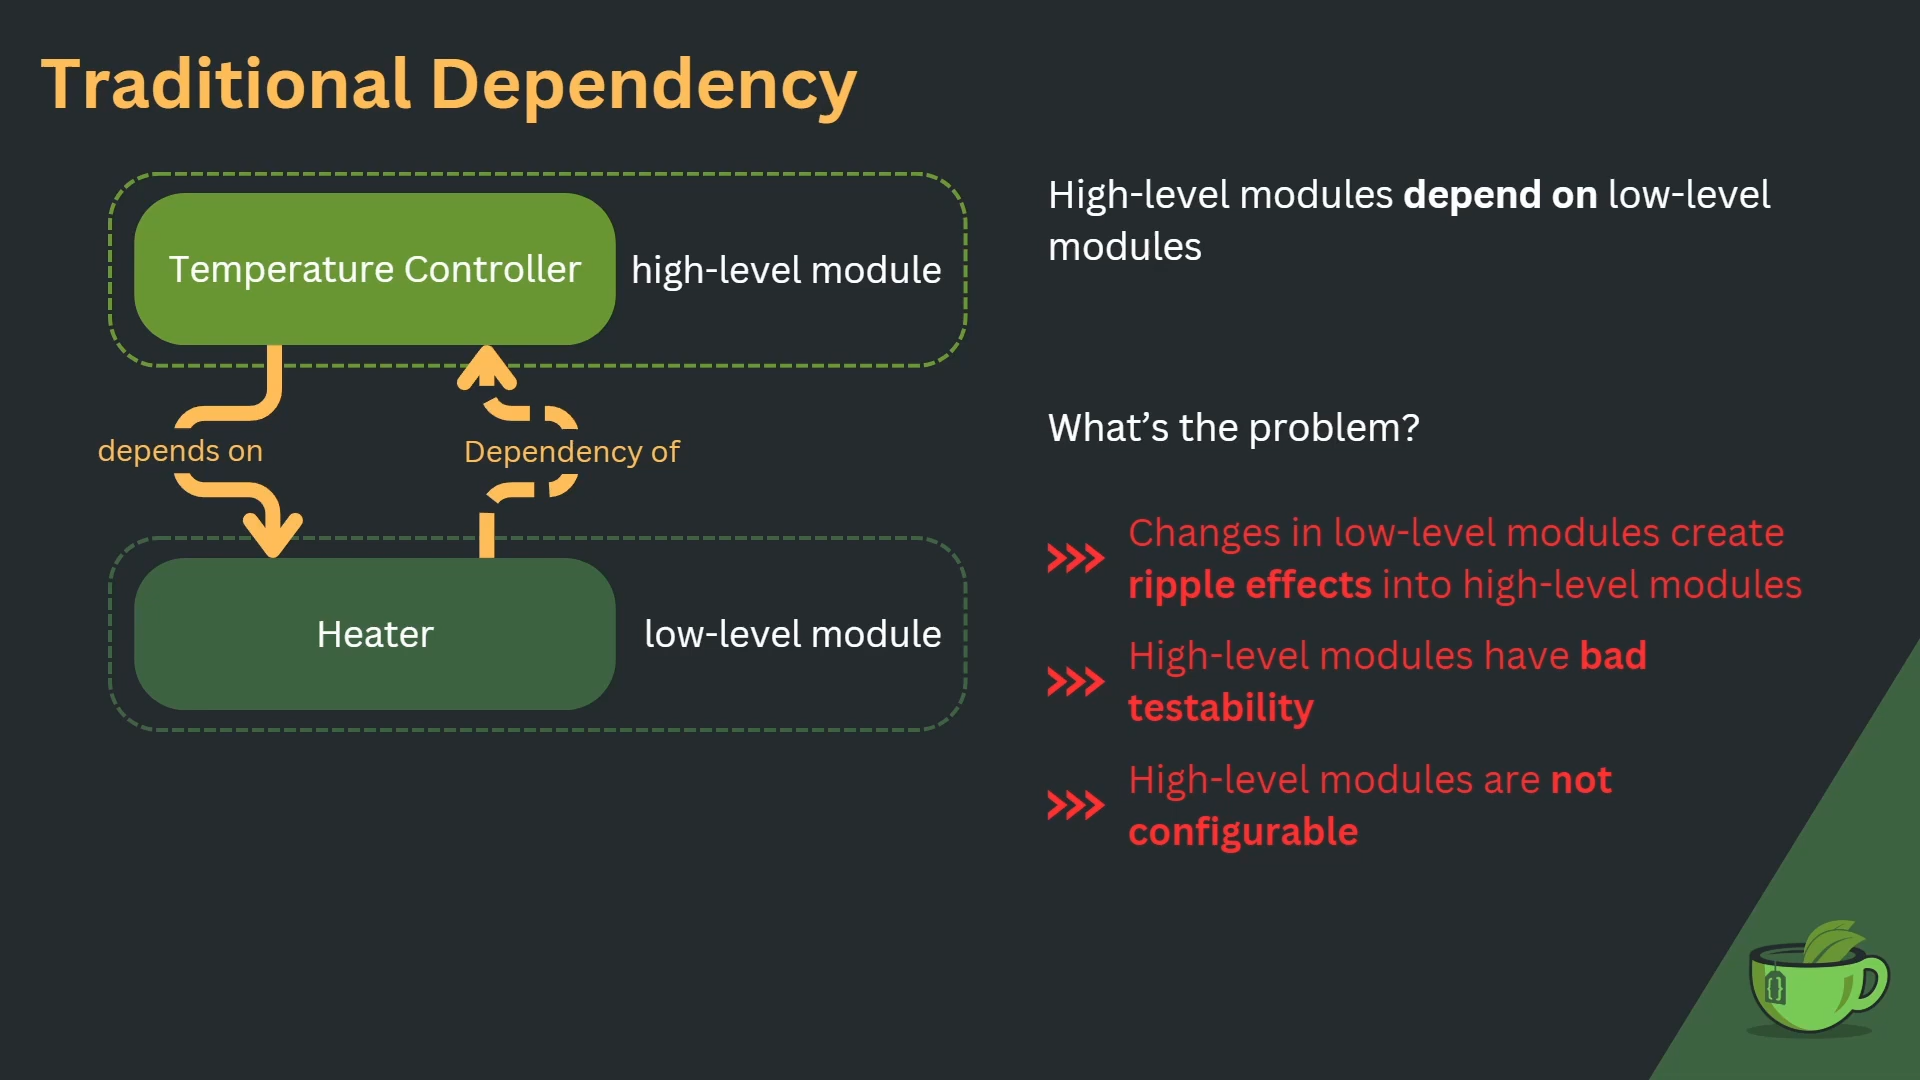 Traditional Dependency
Temperature Controller
high-level module
depends on
Dependency of
Heater
low-level module
High-level modules depend on low-level
modules
What’s the problem?
Changes in low-level modules create
ripple effects into high-level modules
High-level modules have bad
testability
High-level modules are not
configurable
{}